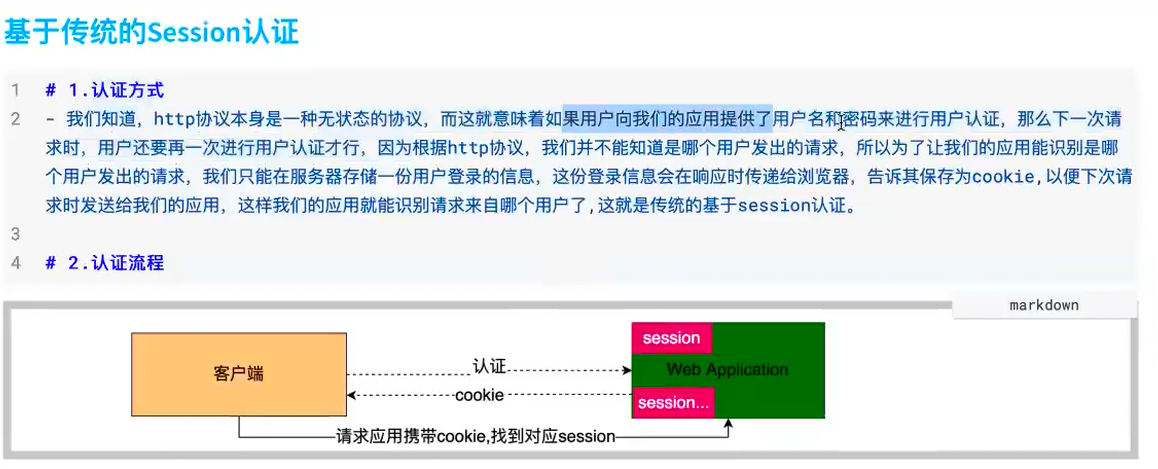 基于传统的Session认证
1 # 1.认证方式
2 - 我们知道，http协议本身是一种无状态的协议，而这就意味着如果用户向我们的应用提供了用户名和密码来进行用户认证，那么下一次请
求时，用户还要再一次进行用户认证才行，因为根据http协议，我们并不能知道是哪个用户发出的请求，所以为了让我们的应用能识别是哪
个用户发出的请求，我们只能在服务器存储一份用户登录的信息，这份登录信息会在响应时传递给浏览器，告诉其保存为cookie,以便下次请
求时发送给我们的应用，这样我们的应用就能识别请求来自哪个用户了,这就是传统的基于session认证。
3
4 # 2.认证流程
markdown
session
客户端
认证
Web Application
cookie
session...
请求应用携带cookie,找到对应session